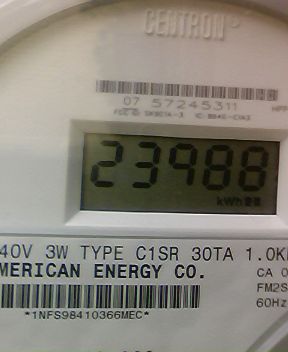 CENTRON
07 57245311
23988
kWh
40V 3W TYPE C1SR 30TA 1.0K
MERICAN ENERGY CO.
CA 0
FM2S
60Hz
*1NFS98410366MEC*